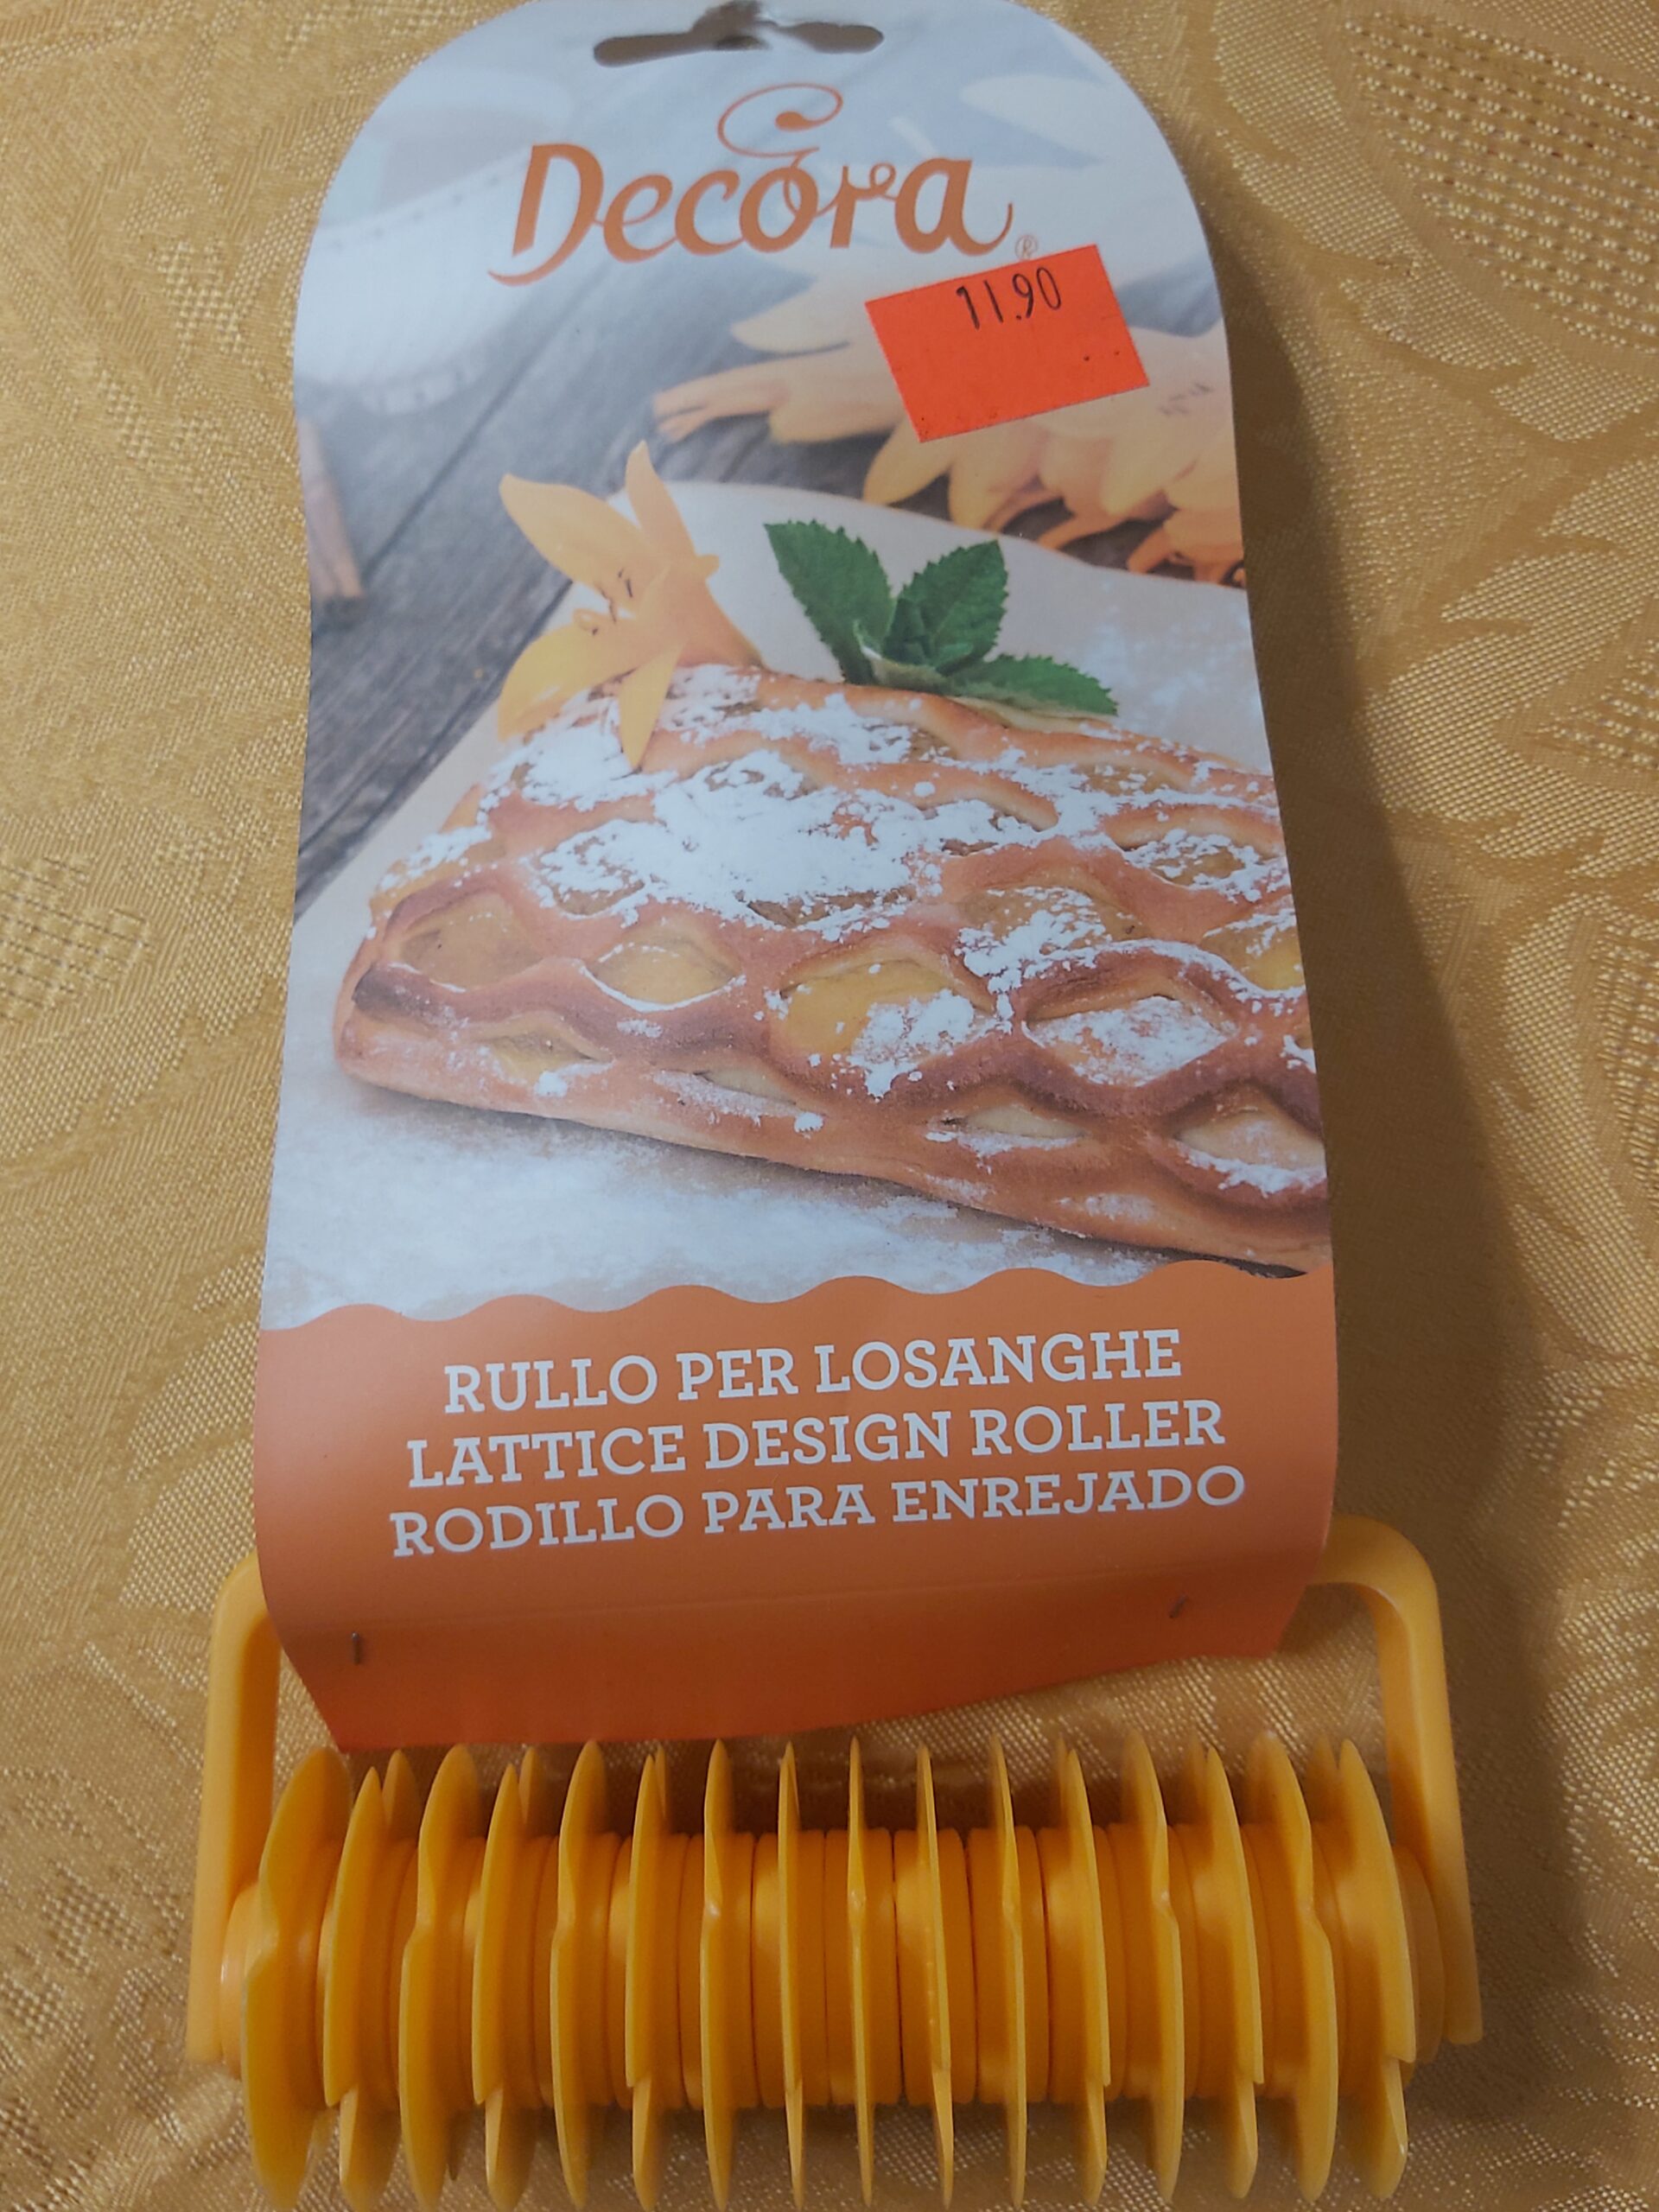 Decora
®
11.90
RULLO PER LOSANGHE
LATTICE DESIGN ROLLER
RODILLO PARA ENREJADO